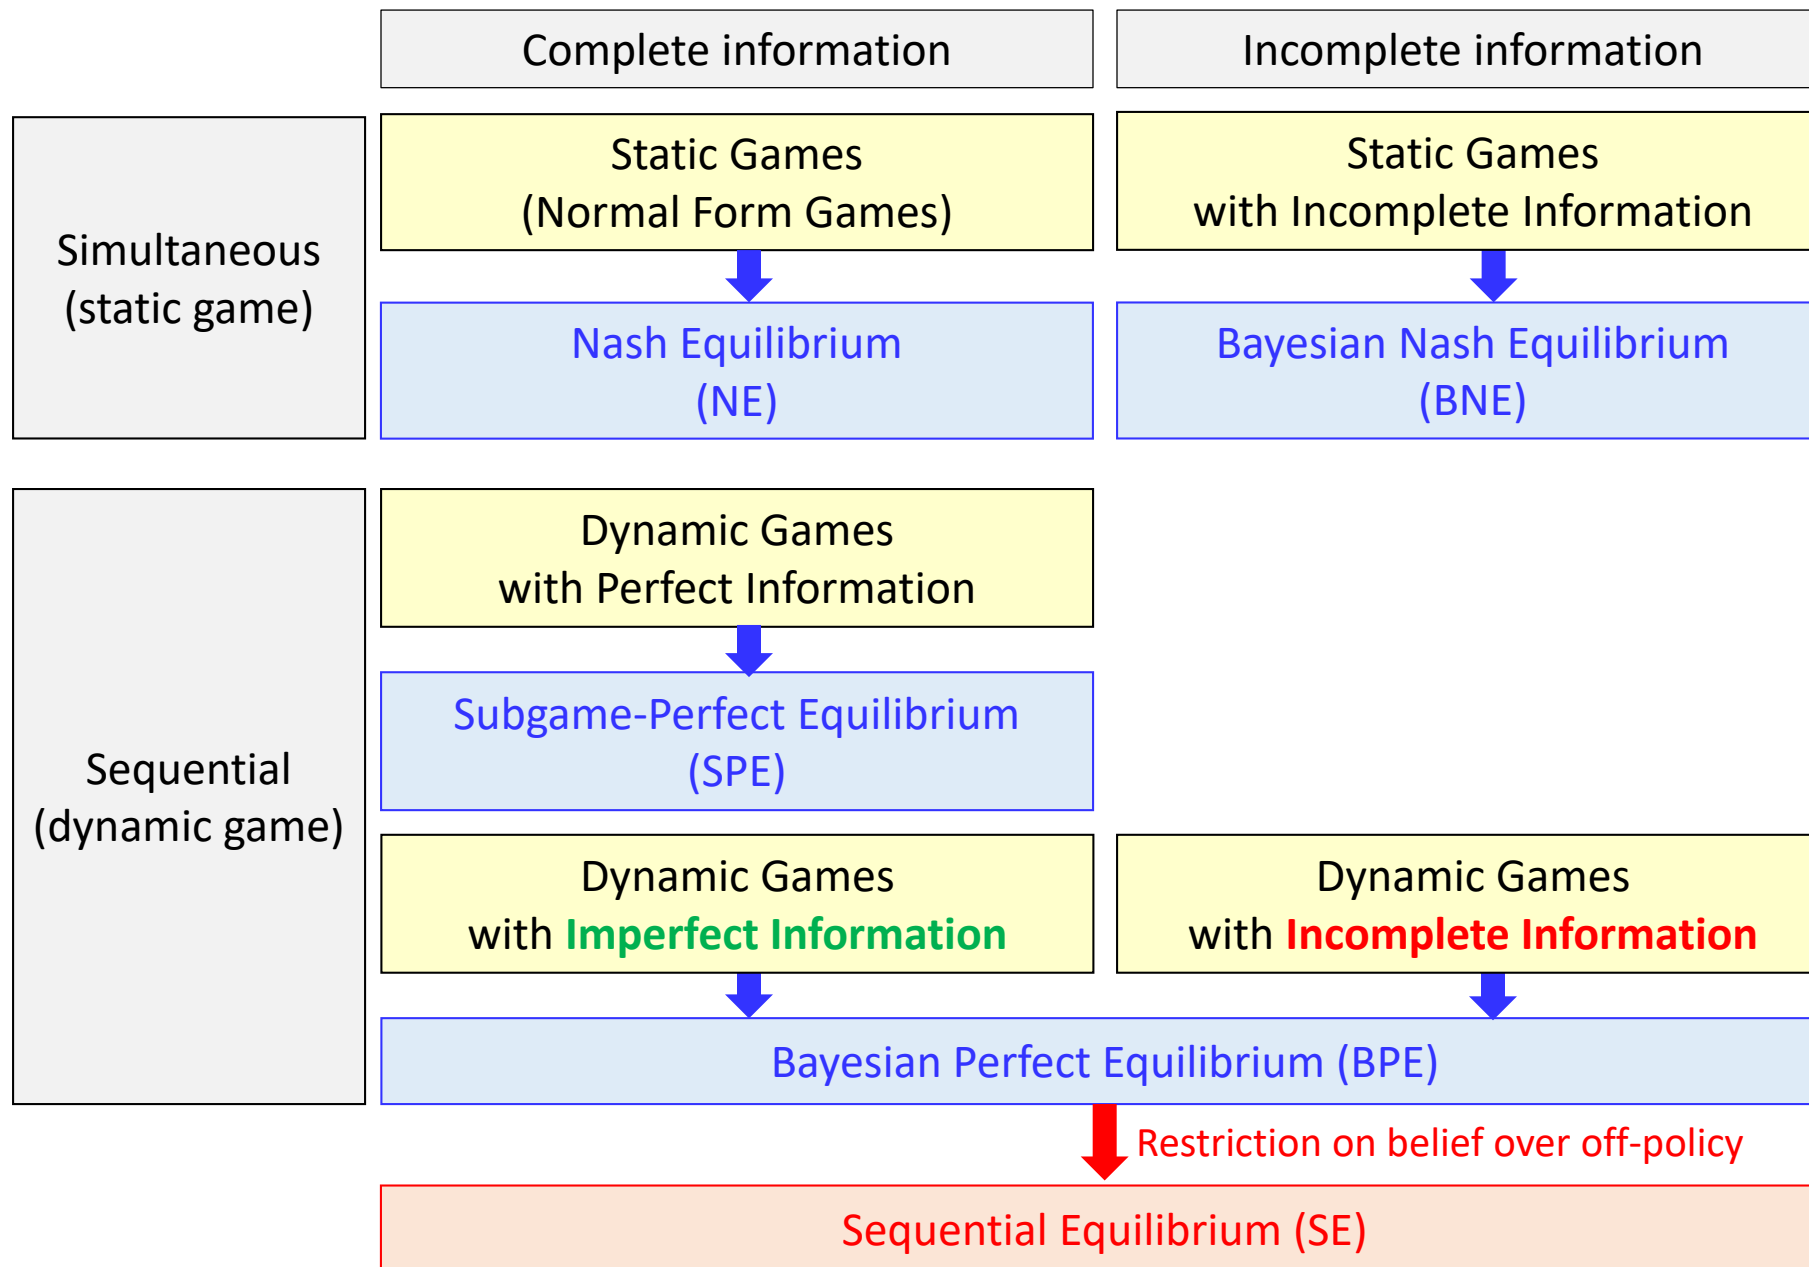 Complete information
Incomplete information
Simultaneous
(static game)
Static Games
(Normal Form Games)
Static Games
with Incomplete Information
Nash Equilibrium
(NE)
Bayesian Nash Equilibrium
(BNE)
Sequential
(dynamic game)
Dynamic Games
with Perfect Information
Subgame-Perfect Equilibrium
(SPE)
Dynamic Games
with Imperfect Information
Dynamic Games
with Incomplete Information
Bayesian Perfect Equilibrium (BPE)
Restriction on belief over off-policy
Sequential Equilibrium (SE)